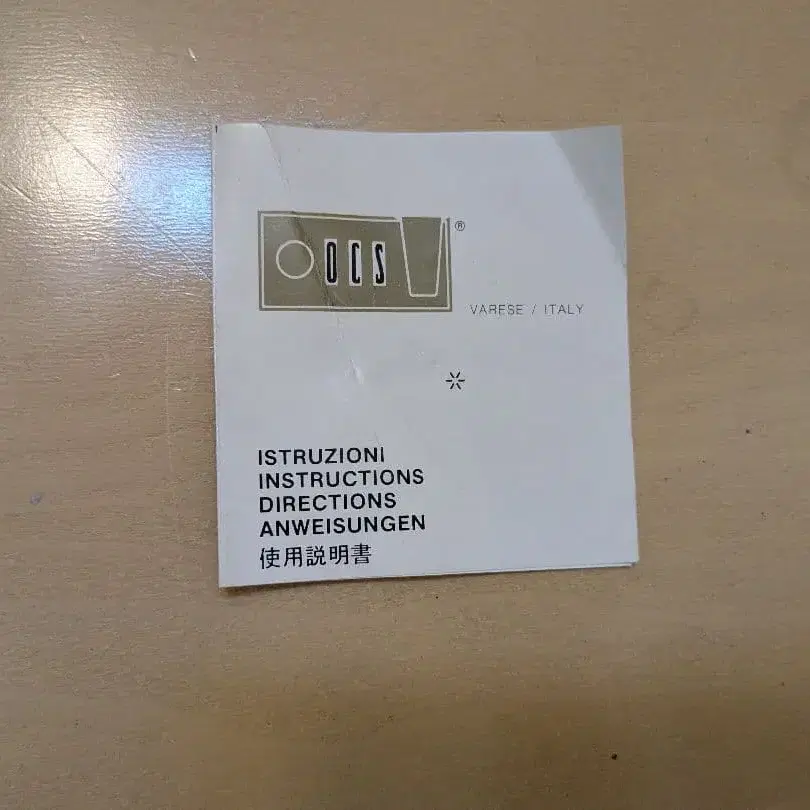 OCS ®
VARESE / ITALY
ISTRUZIONI
INSTRUCTIONS
DIRECTIONS
ANWEISUNGEN
使用説明書